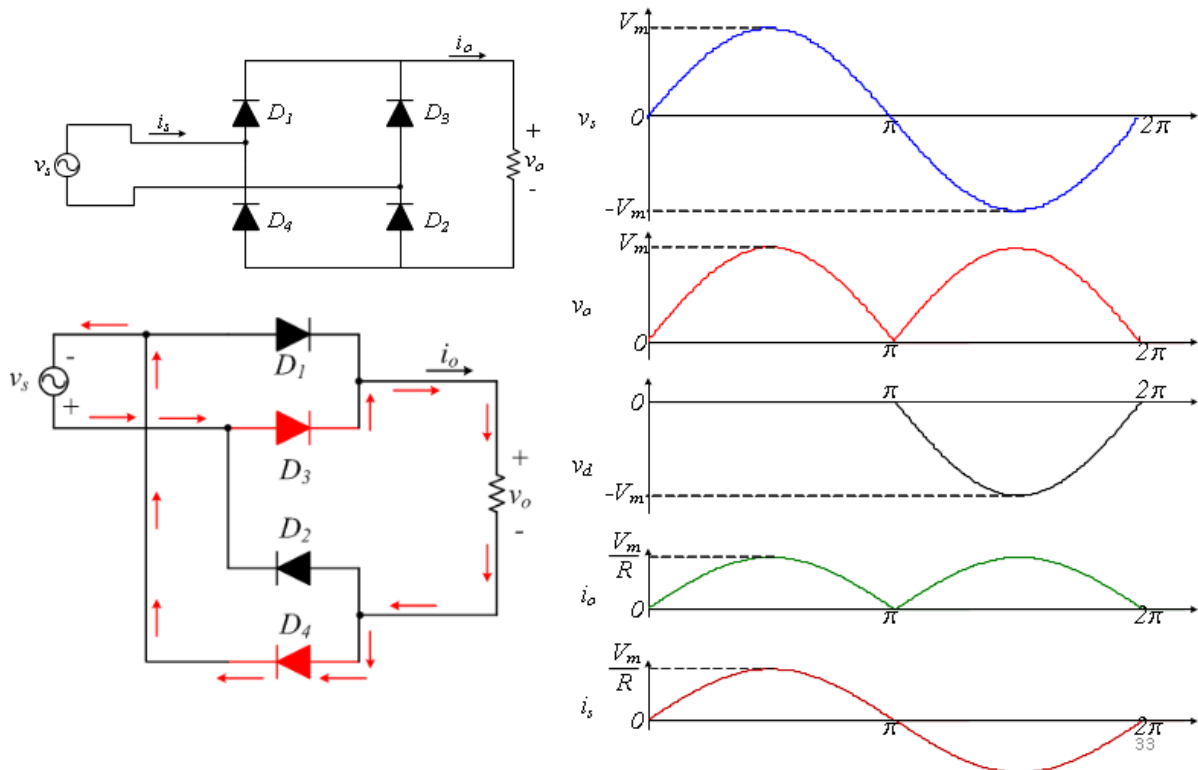 i_o
D_1
D_3
i_s
+
v_s
v_o
-
D_4
D_2
-
v_s
+
D_1
i_o
D_3
+
v_o
-
D_2
D_4
V_m
0
v_s
π
2π
-V_m
V_m
v_o
0
π
2π
0
π
2π
v_d
-V_m
V_m
R
i_o
0
π
2π
V_m
R
i_s
0
π
2π
33